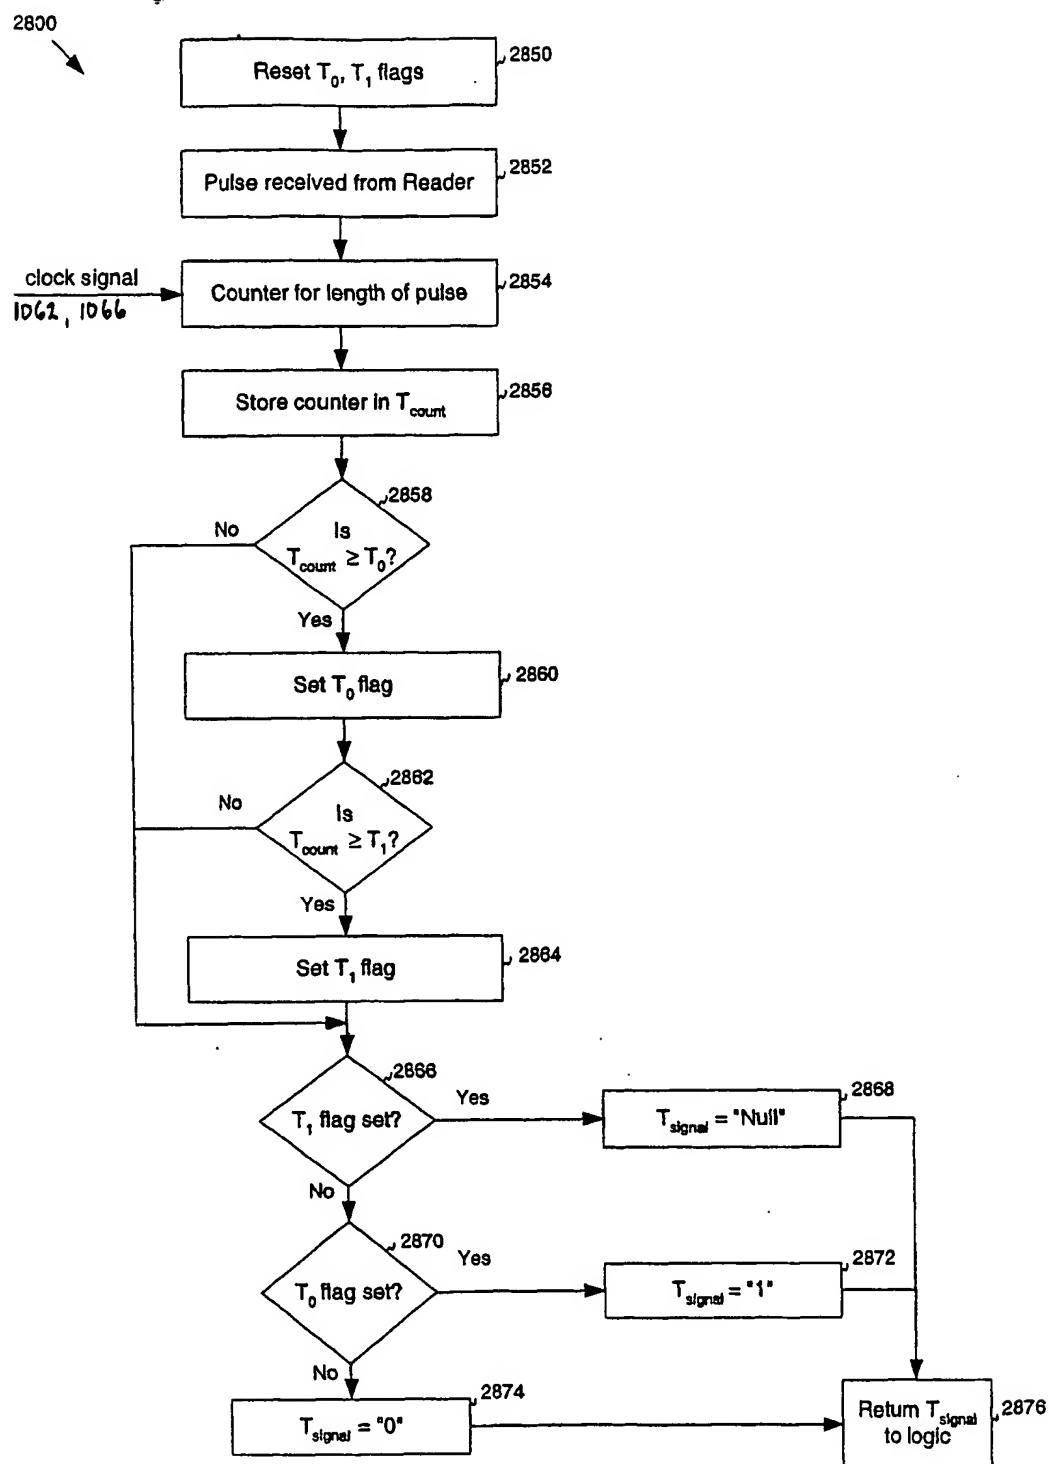 2800
Reset T0, T1 flags
2850
Pulse received from Reader
2852
clock signal
1062, 1066
Counter for length of pulse
2854
Store counter in Tcount
2856
2858
No
Is
Tcount ≥ T0?
Yes
Set T0 flag
2860
2862
No
Is
Tcount ≥ T1?
Yes
Set T1 flag
2864
2866
T1 flag set?
Yes
Tsignal = "Null"
2868
No
2870
T0 flag set?
Yes
Tsignal = "1"
2872
No
Tsignal = "0"
2874
Return Tsignal
to logic
2876